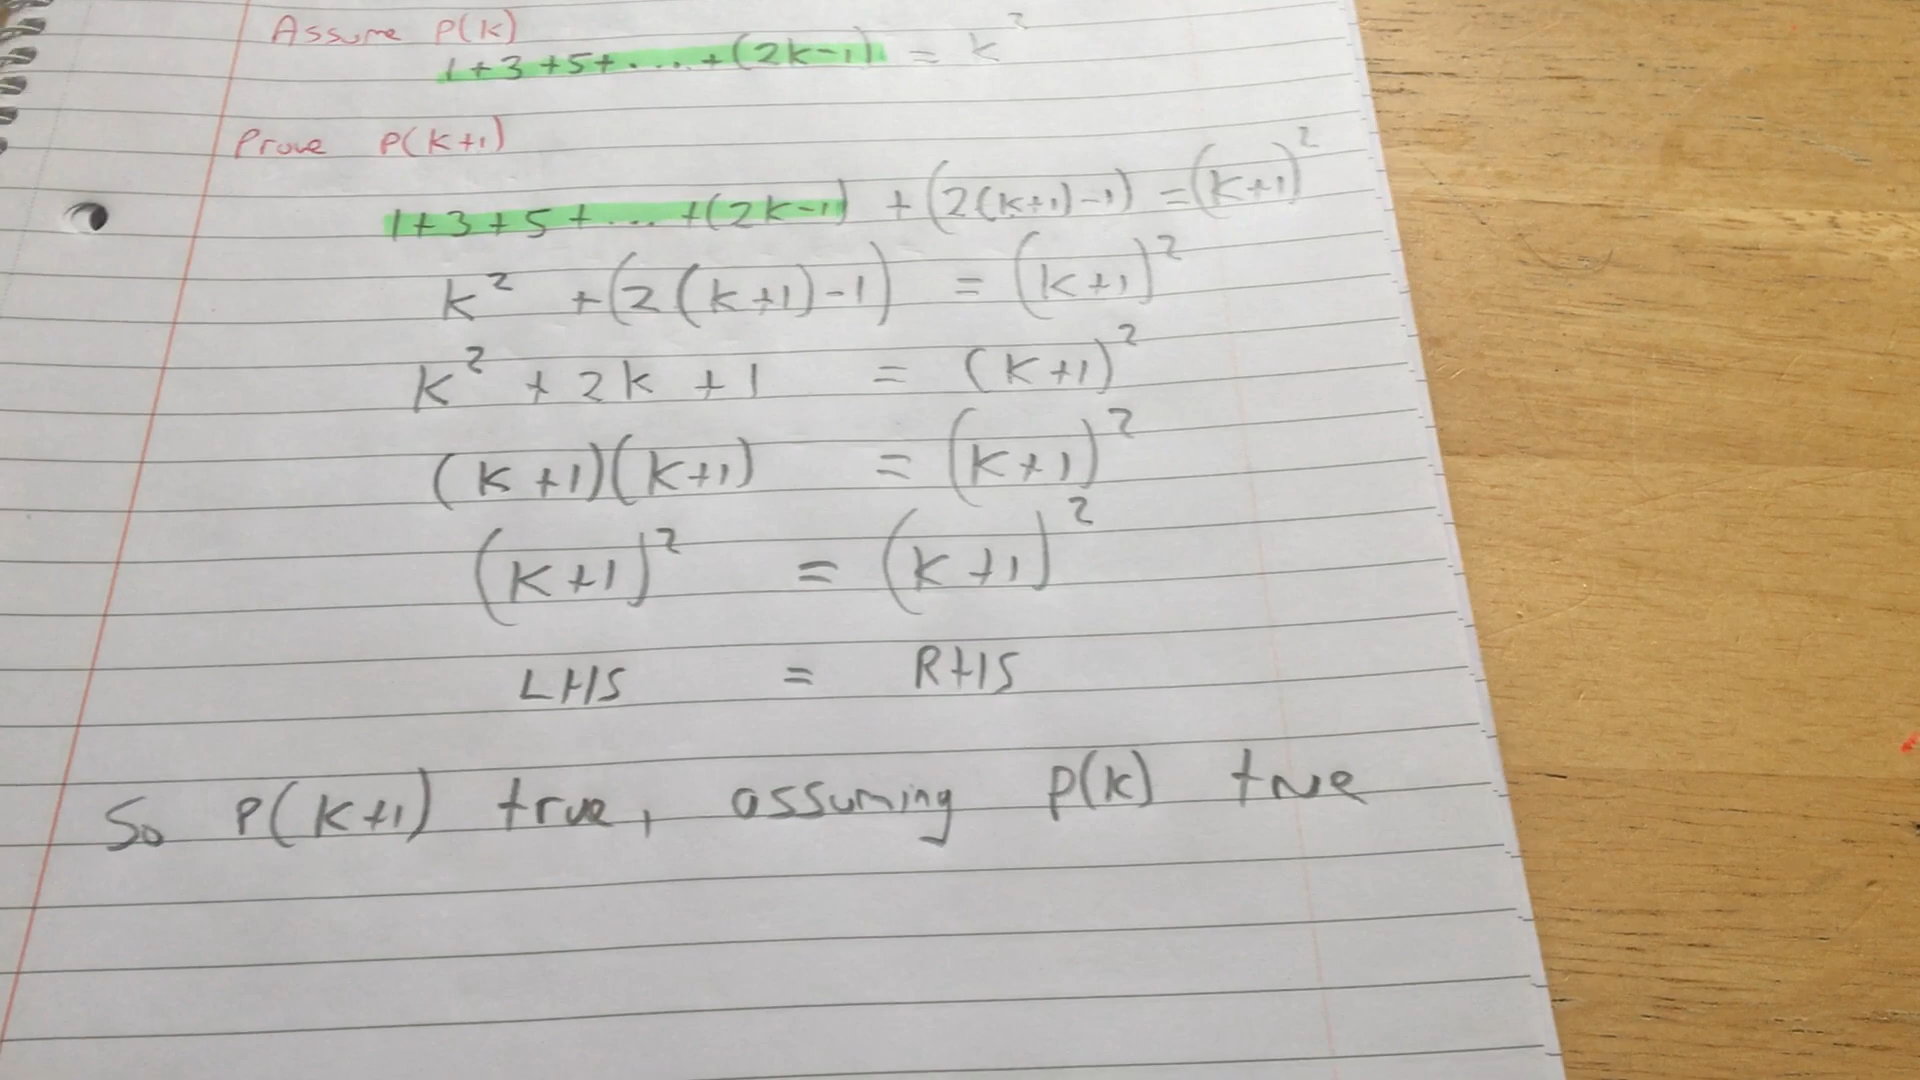 Assume P(k)
1+3+5+....+(2k-1) = k²
Prove P(k+1)
1+3+5+....+(2k-1) + (2(k+1)-1) = (k+1)²
k² + (2(k+1)-1) = (k+1)²
k² + 2k + 1 = (k+1)²
(k+1)(k+1) = (k+1)²
(k+1)² = (k+1)²
LHS = RHS
So P(k+1) true, assuming P(k) true